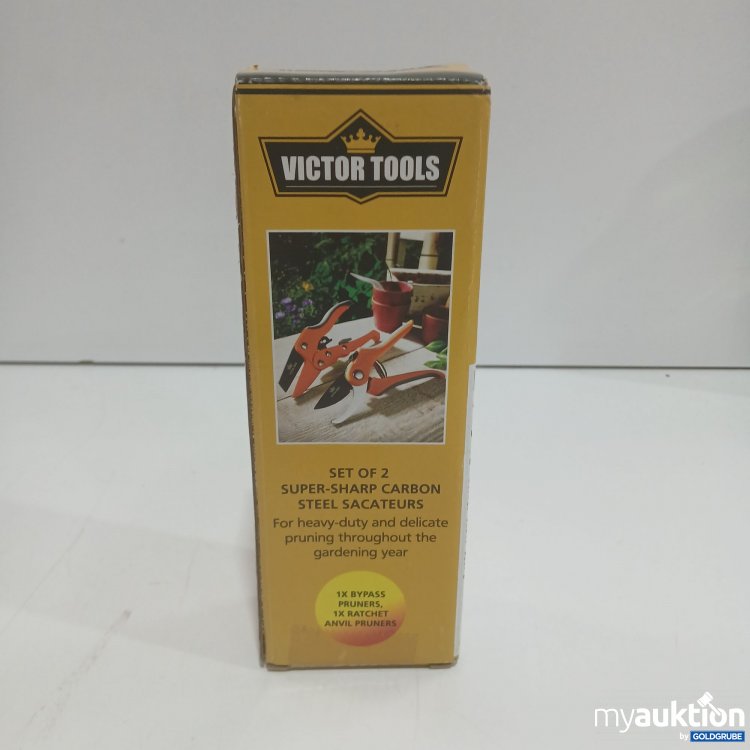 VICTOR TOOLS
SET OF 2
SUPER-SHARP CARBON
STEEL SACATEURS
For heavy-duty and delicate
pruning throughout the
gardening year
1X BYPASS
PRUNERS,
1X RATCHET
ANVIL PRUNERS
myauktion
by GOLDGRUBE